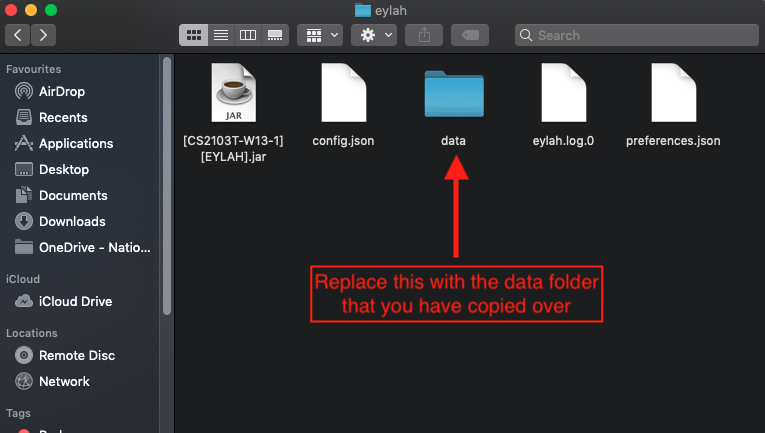 eylah
Search
Favourites
AirDrop
Recents
Applications
Desktop
Documents
Downloads
OneDrive - Natio...
iCloud
iCloud Drive
Locations
Remote Disc
Network
Tags
JAR
[CS2103T-W13-1]
[EYLAH].jar
config.json
data
eylah.log.0
preferences.json
Replace this with the data folder
that you have copied over